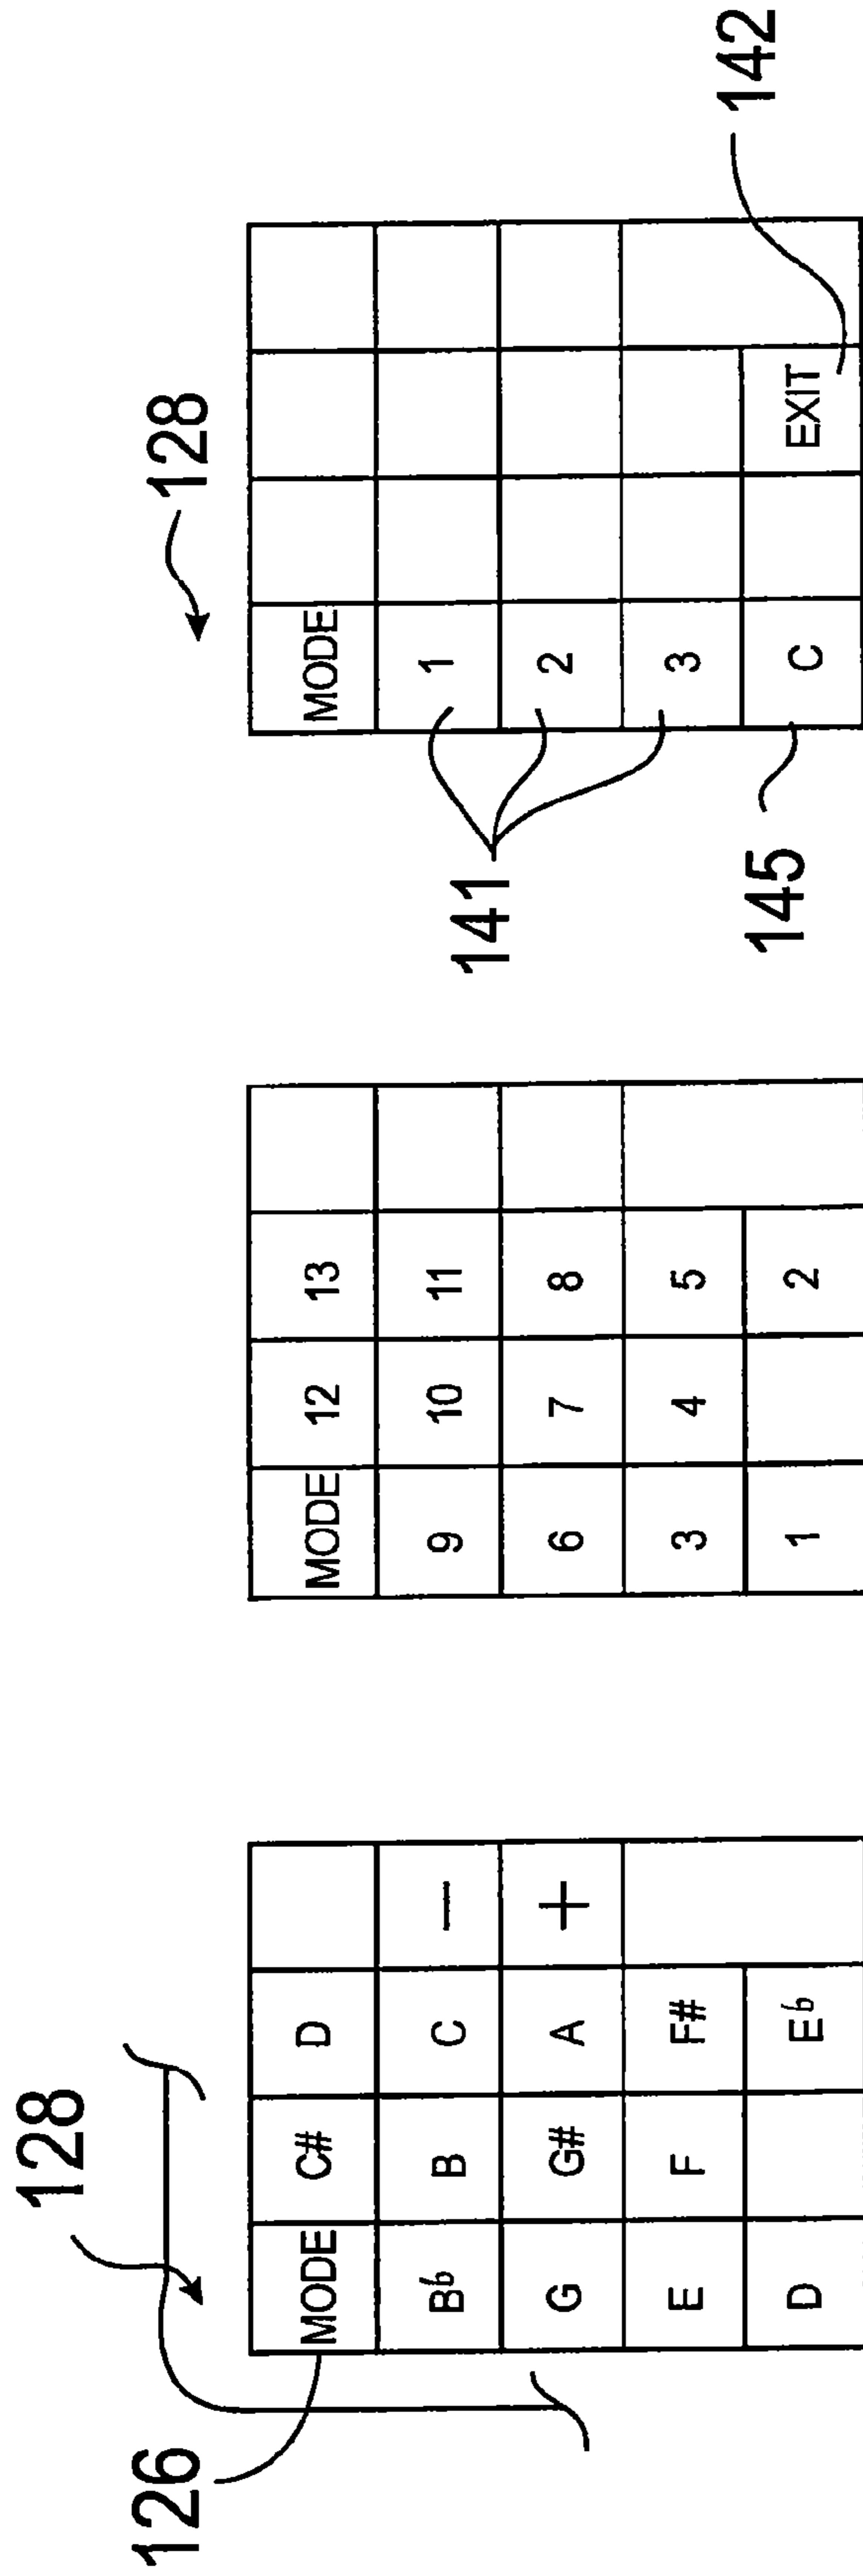 128
126
MODE C# D
B♭ B C −
G G# A +
E F F#
D E♭
MODE 12 13
9 10 11
6 7 8
3 4 5
1 2
128
MODE
1
2
3
C EXIT
141
145
142